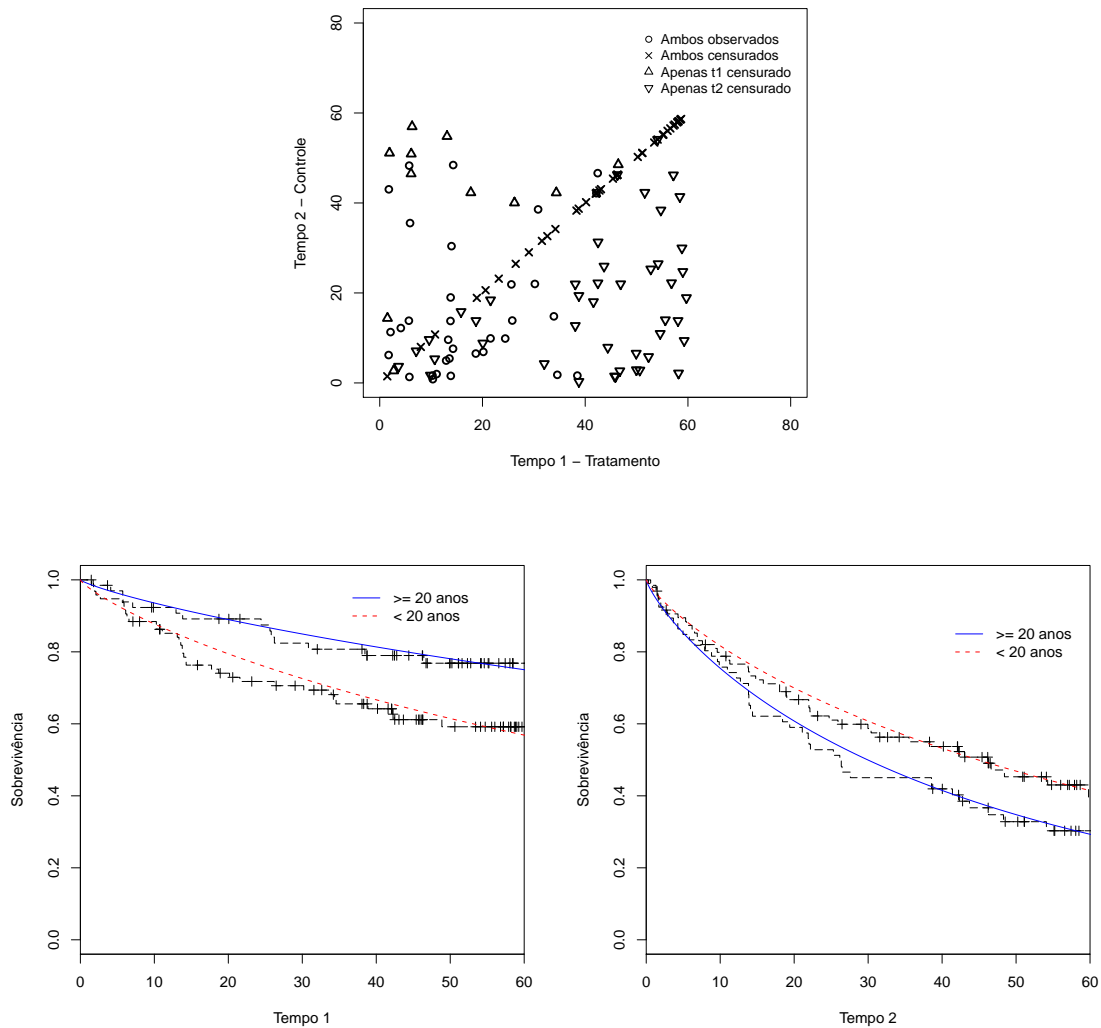 80
60
40
20
0
Tempo 2 – Controle
Ambos observados
Ambos censurados
Apenas t1 censurado
Apenas t2 censurado
0 20 40 60 80
Tempo 1 – Tratamento
1.0
0.8
0.6
0.4
0.2
0.0
Sobrevivência
>= 20 anos
< 20 anos
0 10 20 30 40 50 60
Tempo 1
1.0
0.8
0.6
0.4
0.2
0.0
Sobrevivência
>= 20 anos
< 20 anos
0 10 20 30 40 50 60
Tempo 2